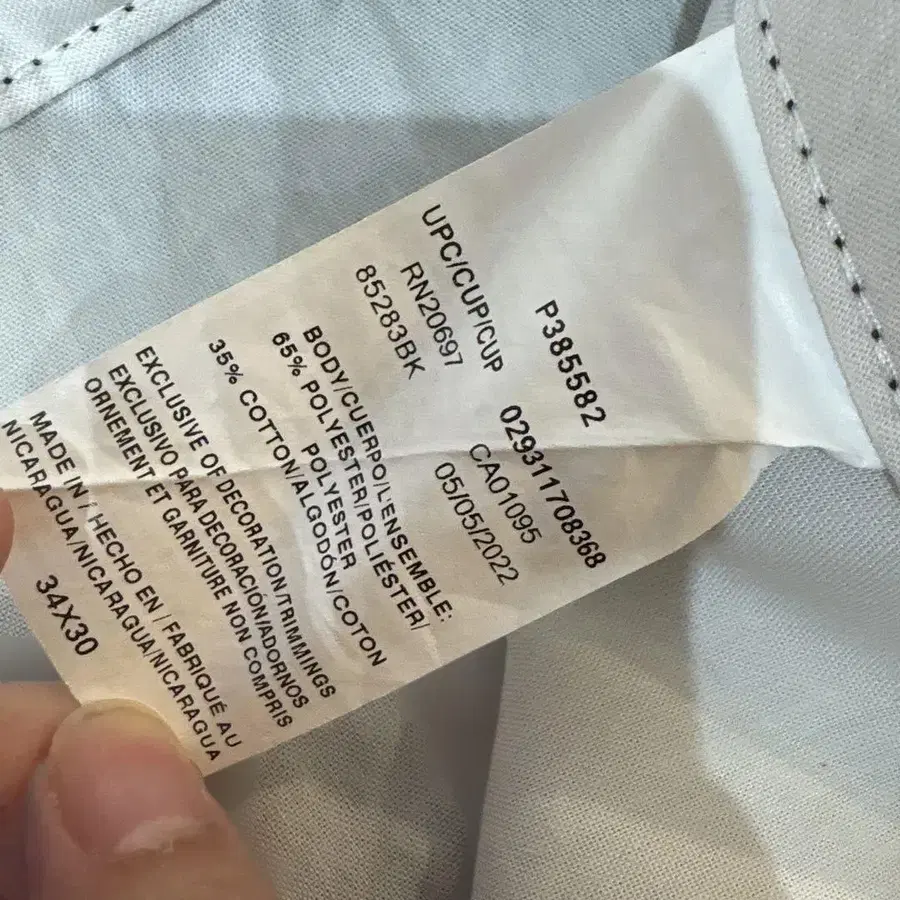 P385582
UPC/CUP/CUP 029311708368
RN20697 CA01095
85283BK 05/05/2022
BODY/CUERPO/L'ENSEMBLE:
65% POLYESTER/POLIÉSTER/
POLYESTER
35% COTTON/ALGODÓN/COTON
EXCLUSIVE OF DECORATION/TRIMMINGS
EXCLUSIVO PARA DECORACIÓN/ADORNOS
ORNEMENT ET GARNITURE NON COMPRIS
MADE IN / HECHO EN / FABRIQUÉ AU
NICARAGUA/NICARAGUA/NICARAGUA
34X30